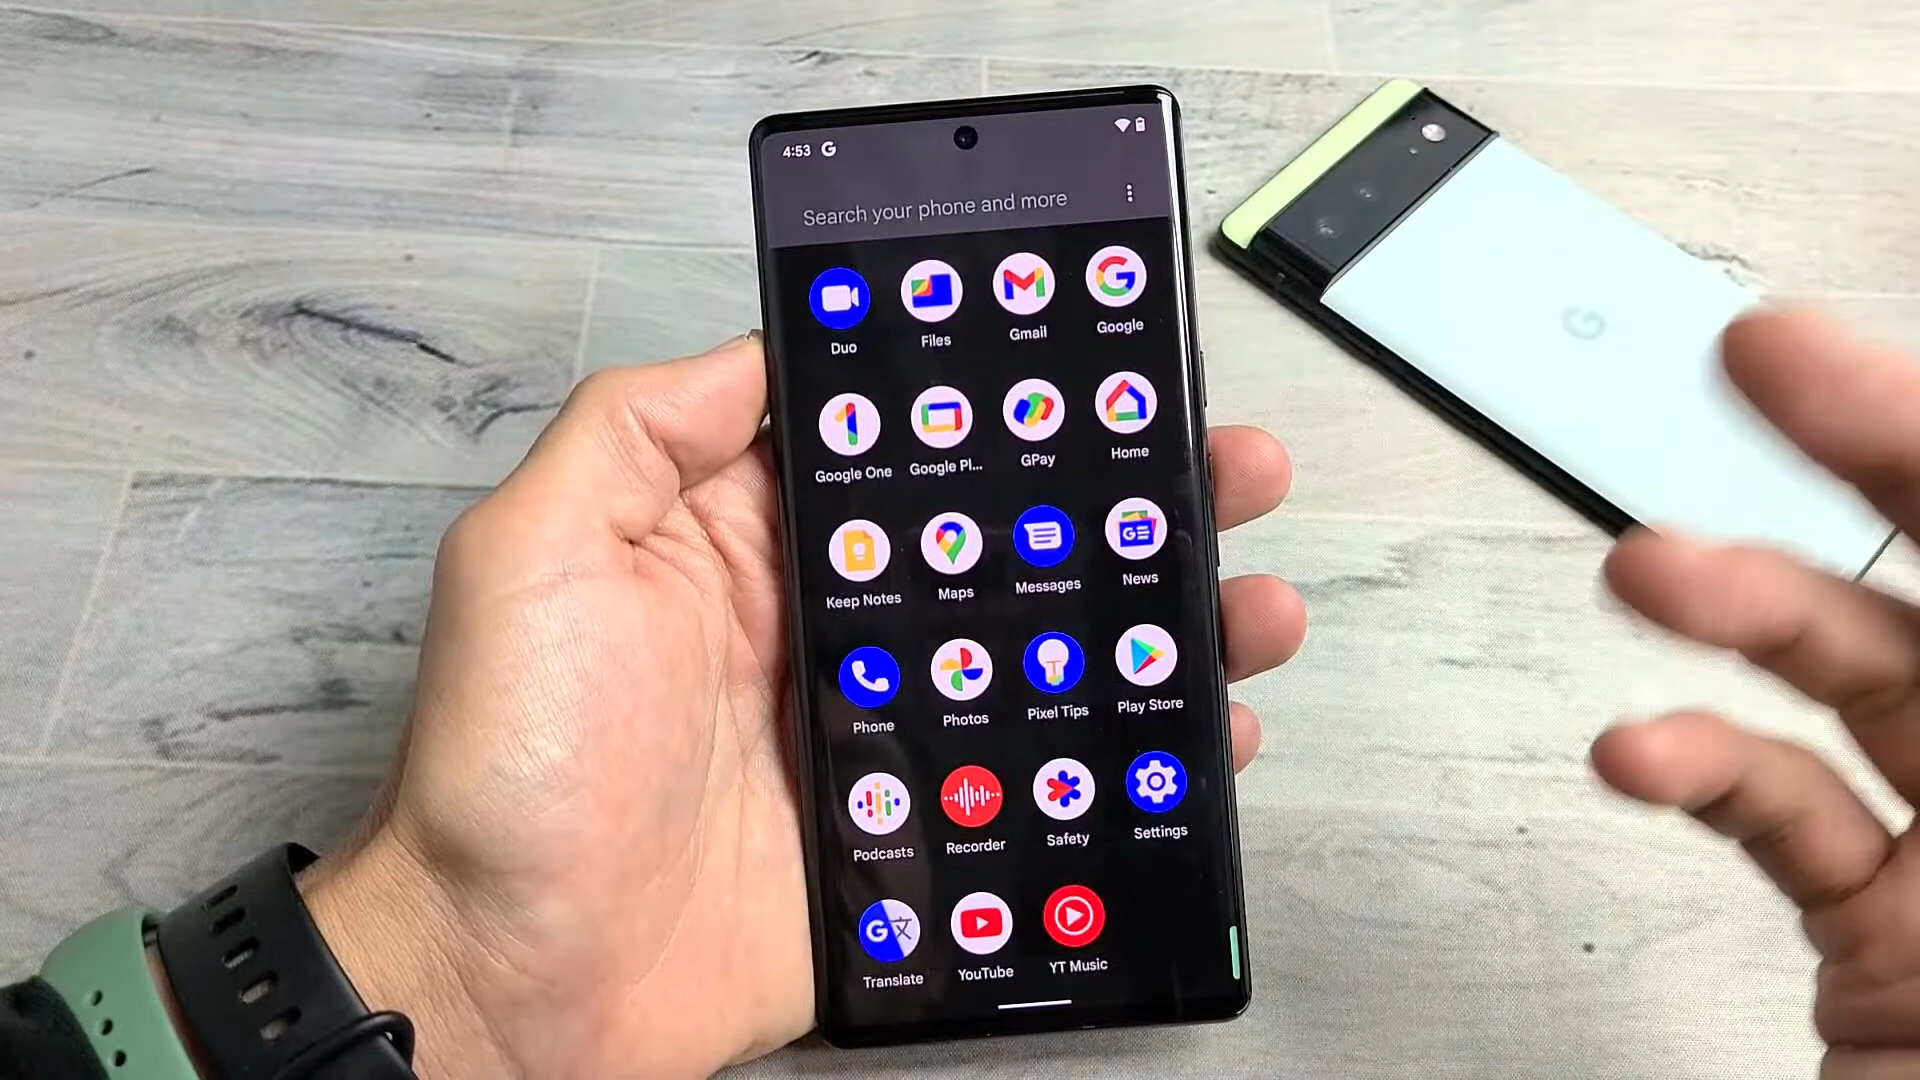 4:53 G
Search your phone and more
Duo Files Gmail Google
Google One Google Pl... GPay Home
Keep Notes Maps Messages News
Phone Photos Pixel Tips Play Store
Podcasts Recorder Safety Settings
Translate YouTube YT Music